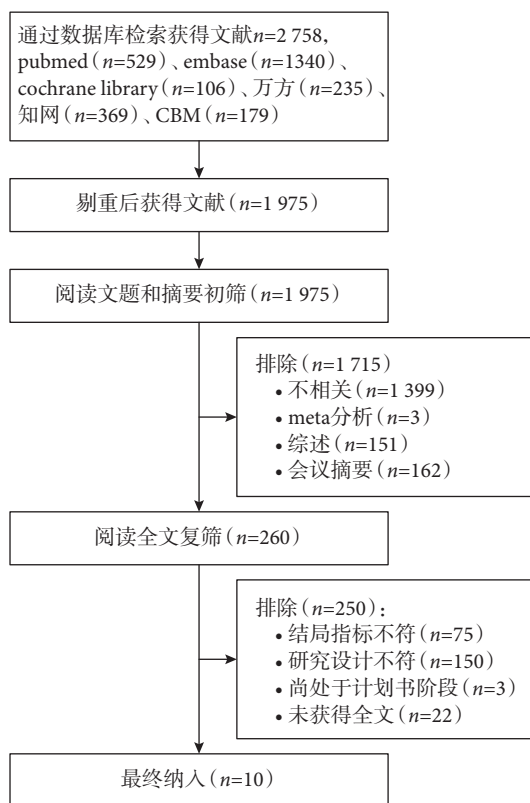 通过数据库检索获得文献n=2 758，
pubmed（n=529）、embase（n=1340）、
cochrane library（n=106）、万方（n=235）、
知网（n=369）、CBM（n=179）
剔重后获得文献（n=1 975）
阅读文题和摘要初筛（n=1 975）
排除（n=1 715）
• 不相关（n=1 399）
• meta分析（n=3）
• 综述（n=151）
• 会议摘要（n=162）
阅读全文复筛（n=260）
排除（n=250）：
• 结局指标不符（n=75）
• 研究设计不符（n=150）
• 尚处于计划书阶段（n=3）
• 未获得全文（n=22）
最终纳入（n=10）